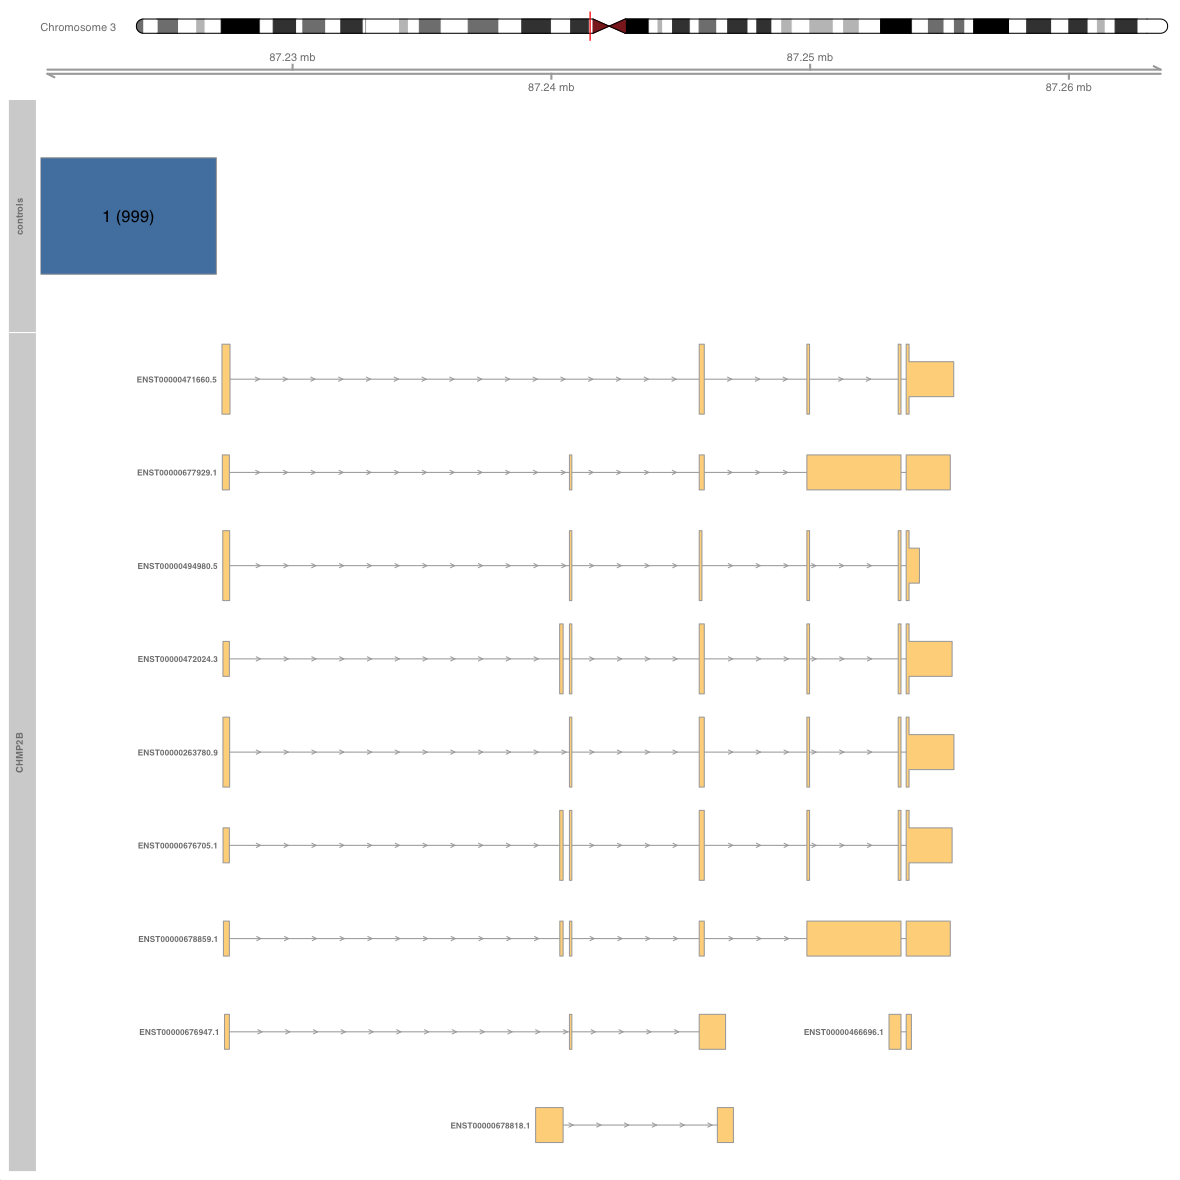 Chromosome 3
87.23 mb
87.25 mb
87.24 mb
87.26 mb
controls
1 (999)
CHMP2B
ENST00000471660.5
ENST00000677929.1
ENST00000494980.5
ENST00000472024.3
ENST00000263780.9
ENST00000676705.1
ENST00000678859.1
ENST00000676947.1
ENST00000466696.1
ENST00000678818.1